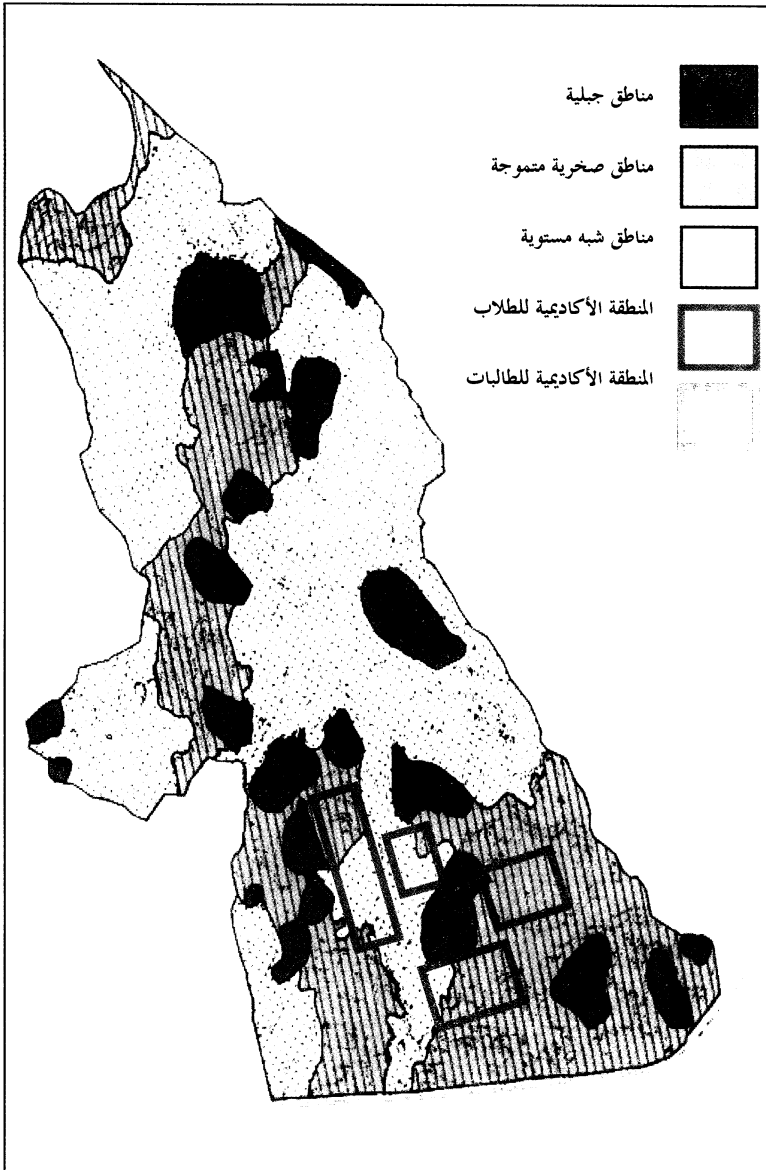 مناطق جبلية
مناطق صخرية متموجة
مناطق شبه مستوية
المنطقة الأكاديمية للطلاب
المنطقة الأكاديمية للطالبات